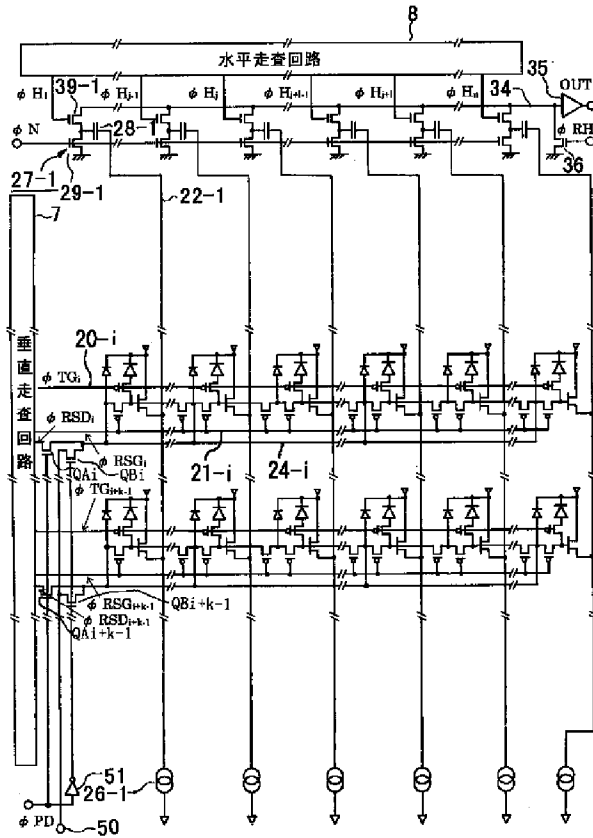 8
水平走査回路
φ H1 39-1 φ Hj-1 φ Hj φ Hj+l-1 φ Hj+l φ Hn 34 35 OUT
φ N 28-1 φ RH
27-1 36
29-1
7 22-1
垂直走査回路
20-i
φ TGi
φ RSDi
φ RSGi
QAi QBi 21-i 24-i
φ TGi+k-1
φ RSGi+k-1 QBi+k-1
φ RSDi+k-1
QAi+k-1
51
26-1
φ PD
50